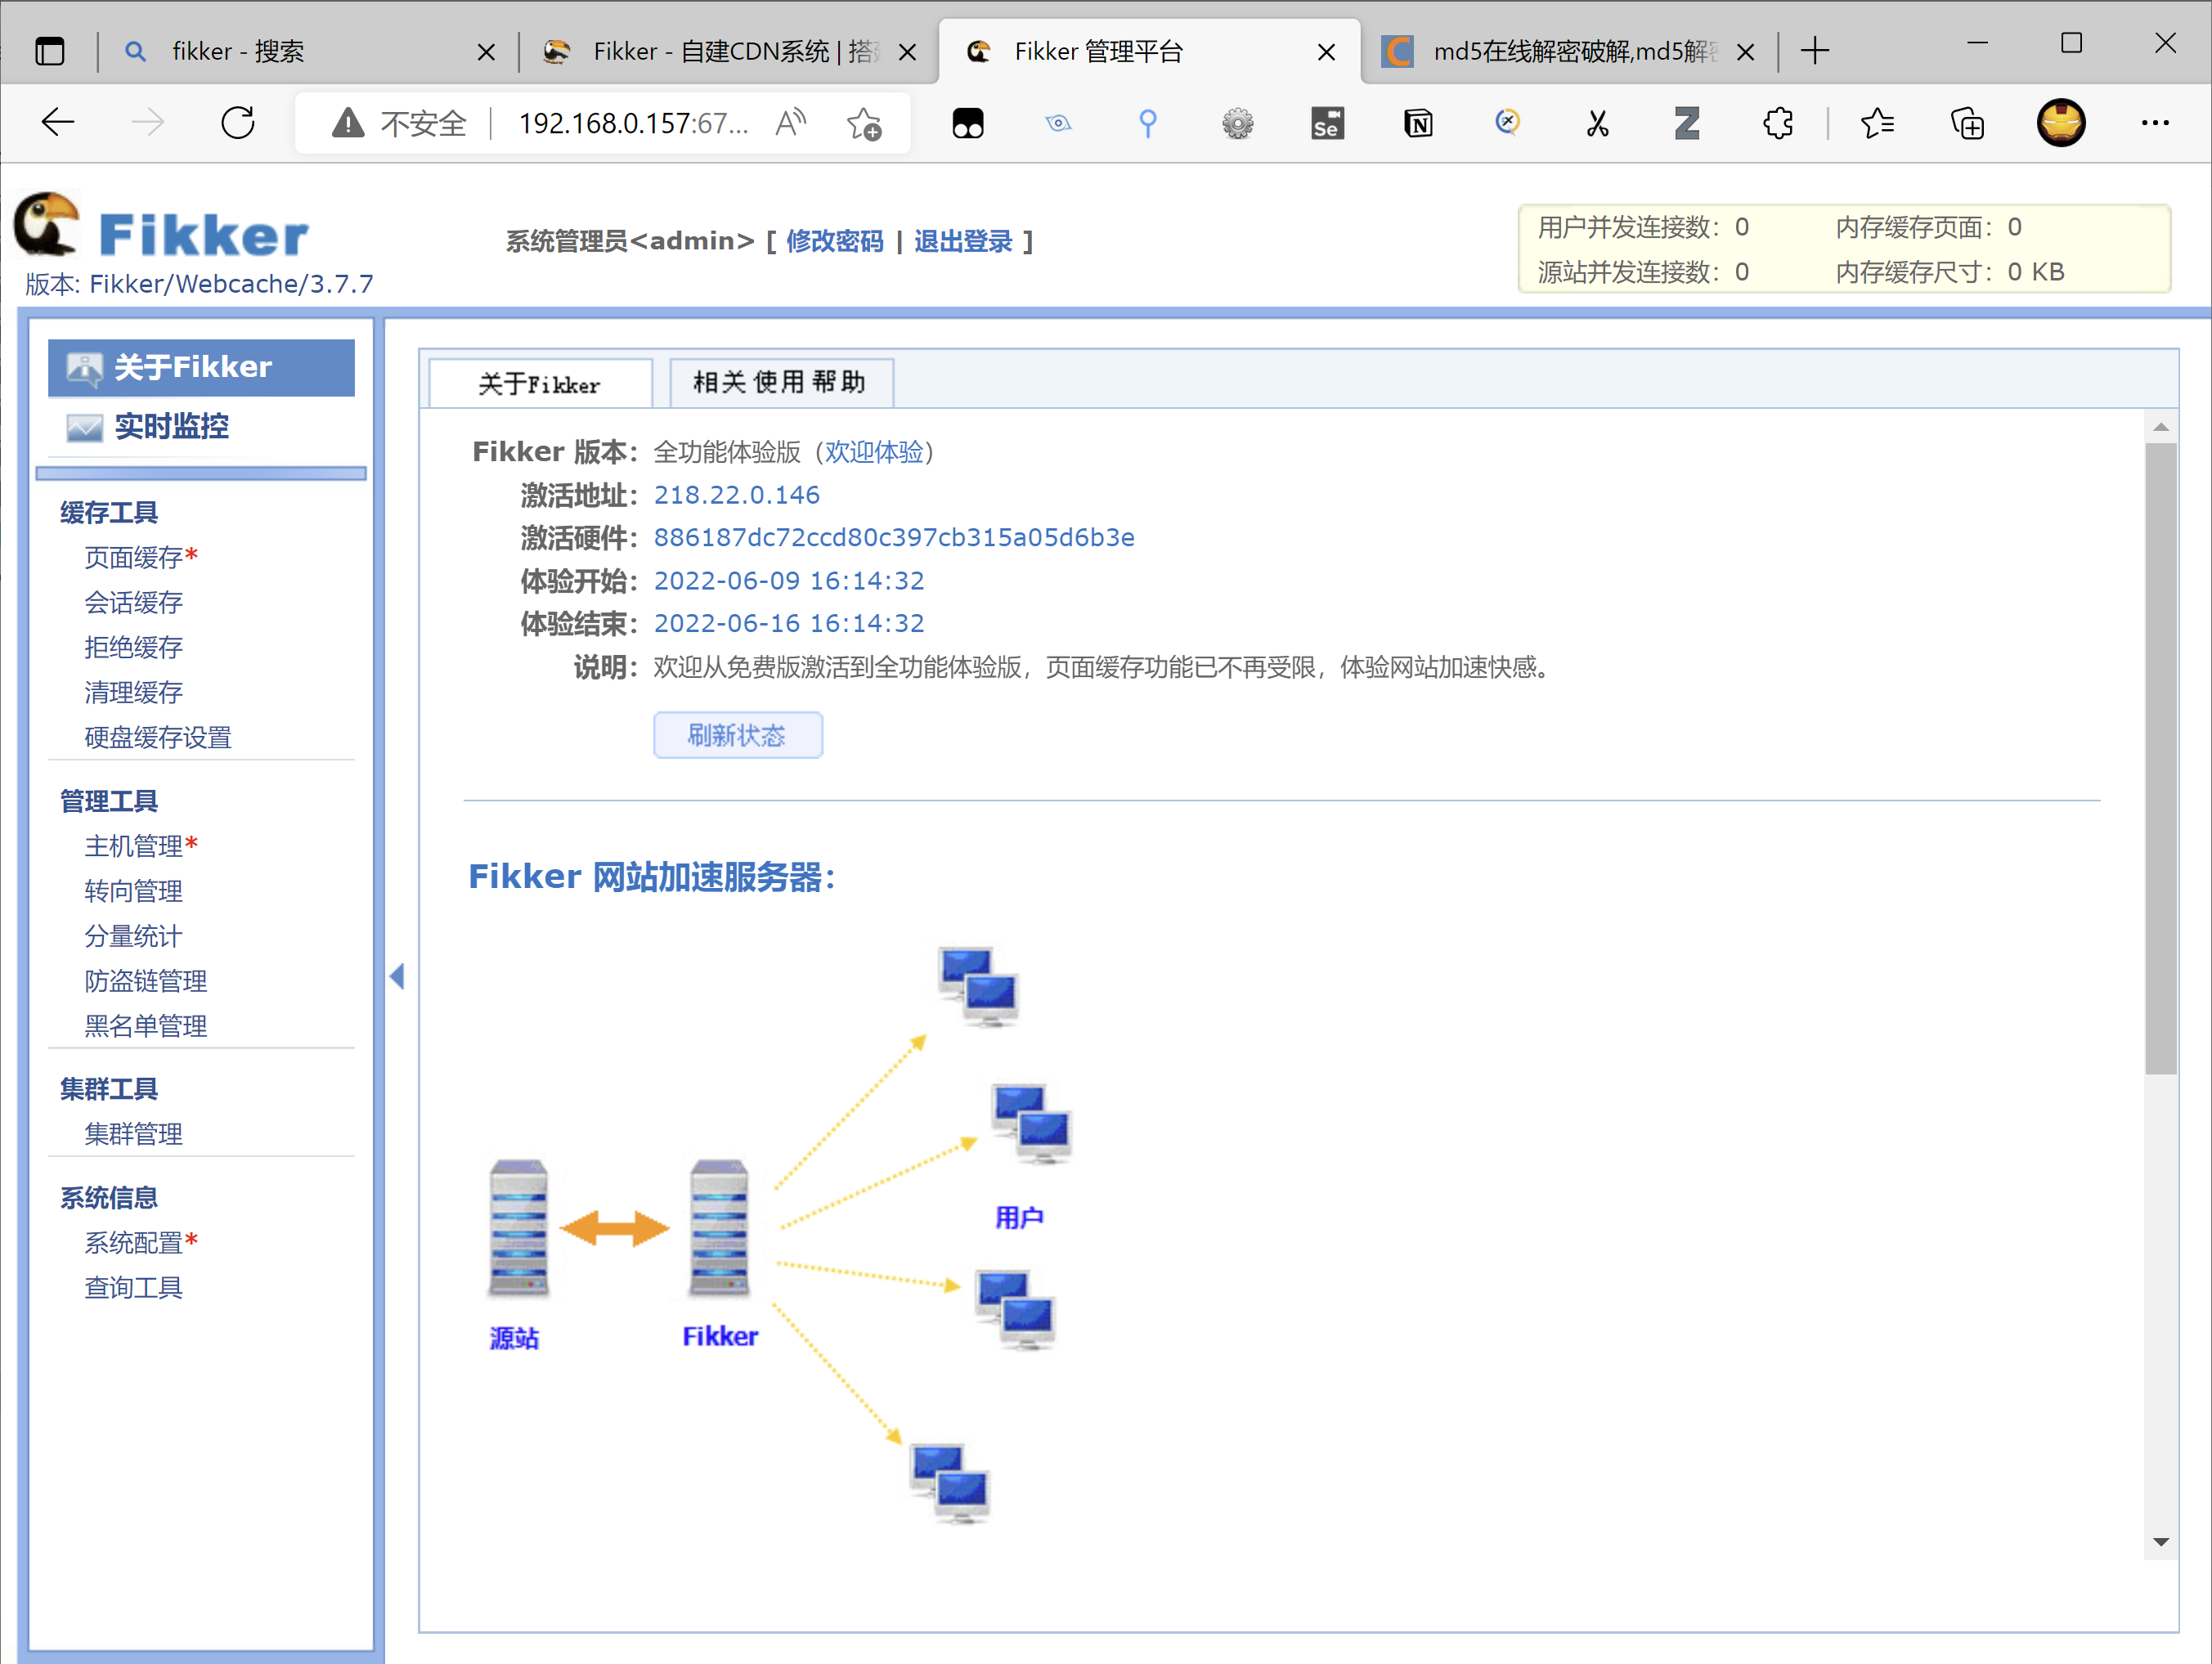 fikker - 搜索
Fikker - 自建CDN系统 | 搭
Fikker 管理平台
md5在线解密破解,md5解
不安全
192.168.0.157:67...
Se
N
Z
Fikker
版本: Fikker/Webcache/3.7.7
系统管理员<admin> [ 修改密码 | 退出登录 ]
用户并发连接数：0 内存缓存页面：0
源站并发连接数：0 内存缓存尺寸：0 KB
关于Fikker
实时监控
缓存工具
页面缓存*
会话缓存
拒绝缓存
清理缓存
硬盘缓存设置
管理工具
主机管理*
转向管理
分量统计
防盗链管理
黑名单管理
集群工具
集群管理
系统信息
系统配置*
查询工具
关于Fikker
相关使用帮助
Fikker 版本：全功能体验版（欢迎体验）
激活地址：218.22.0.146
激活硬件：886187dc72ccd80c397cb315a05d6b3e
体验开始：2022-06-09 16:14:32
体验结束：2022-06-16 16:14:32
说明：欢迎从免费版激活到全功能体验版，页面缓存功能已不再受限，体验网站加速快感。
刷新状态
Fikker 网站加速服务器：
用户
源站
Fikker